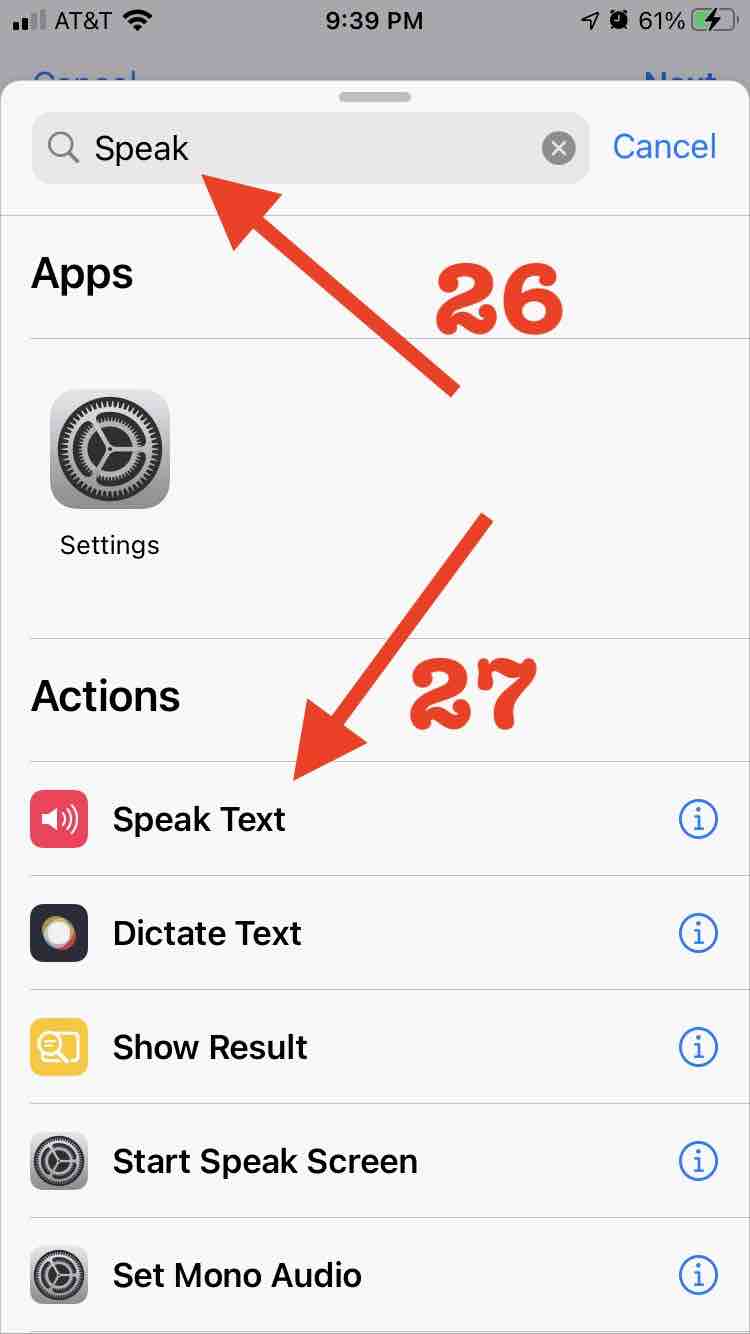 AT&T 9:39 PM 61%
Cancel Next
Speak Cancel
Apps
26
Settings
Actions
27
Speak Text
Dictate Text
Show Result
Start Speak Screen
Set Mono Audio